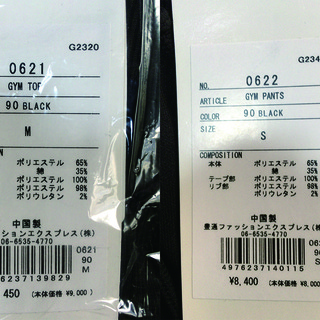 G2320
0621
GYM TOP
90 BLACK
M
ポリエステル 65%
綿 35%
ポリエステル 100%
ポリエステル 98%
ポリウレタン 2%
中国製
ションエクスプレス(株)
06-6535-4770
0621
90
M
6237139829
450 (本体価格 ¥9,000)
G234
NO. 0622
ARTICLE GYM PANTS
COLOR 90 BLACK
SIZE S
COMPOSITION
本体 ポリエステル 65%
綿 35%
テープ部 ポリエステル 100%
リブ部 ポリエステル 98%
ポリウレタン 2%
中国製
豊通ファッションエクスプレス(株)
06-6535-4770
0622
90
S
4976237140115
¥8,400 (本体価格 ¥8,000)